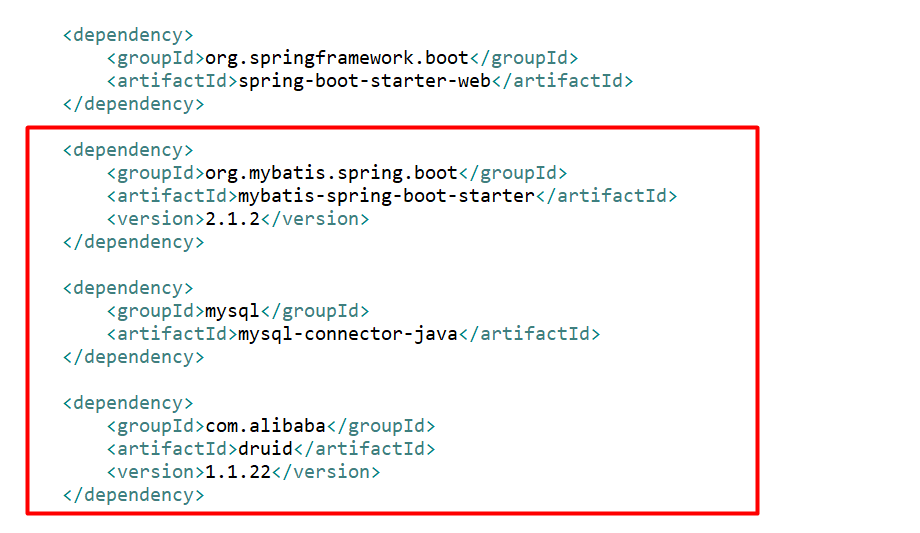 <dependency>
<groupId>org.springframework.boot</groupId>
<artifactId>spring-boot-starter-web</artifactId>
</dependency>
<dependency>
<groupId>org.mybatis.spring.boot</groupId>
<artifactId>mybatis-spring-boot-starter</artifactId>
<version>2.1.2</version>
</dependency>
<dependency>
<groupId>mysql</groupId>
<artifactId>mysql-connector-java</artifactId>
</dependency>
<dependency>
<groupId>com.alibaba</groupId>
<artifactId>druid</artifactId>
<version>1.1.22</version>
</dependency>